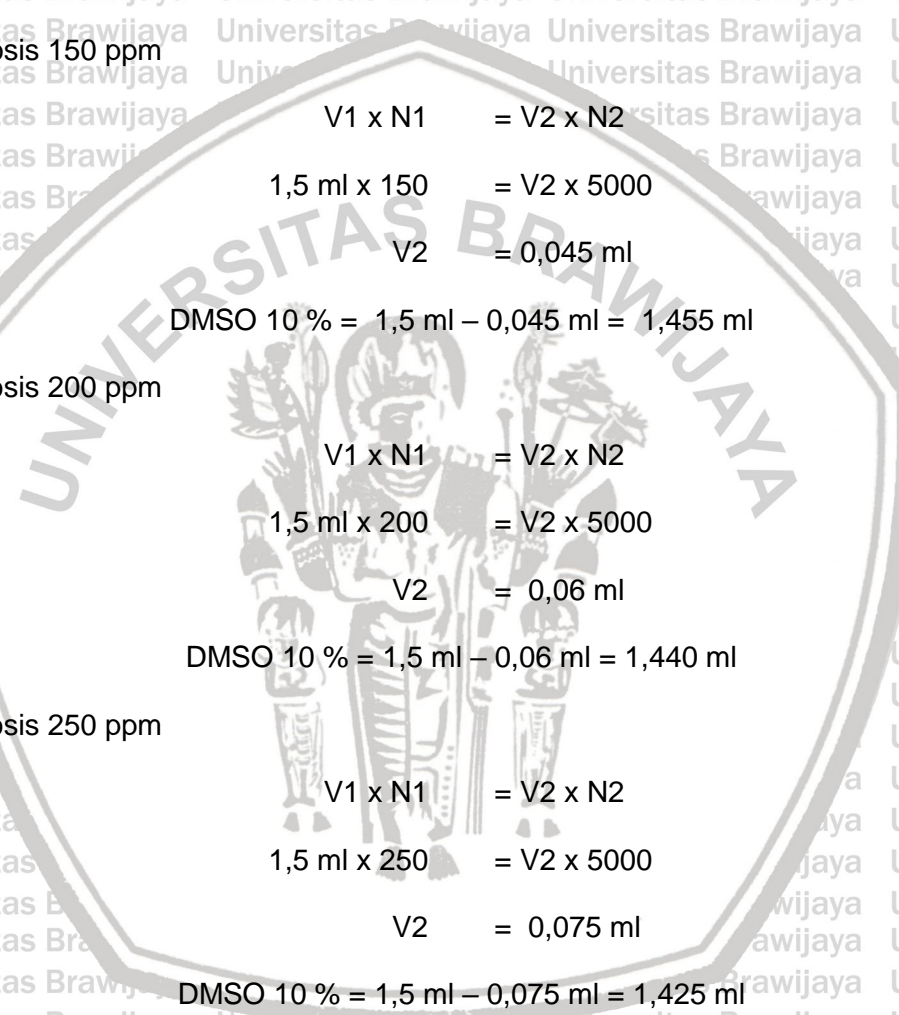 osis 150 ppm
V1 x N1 = V2 x N2
1,5 ml x 150 = V2 x 5000
V2 = 0,045 ml
DMSO 10 % = 1,5 ml – 0,045 ml = 1,455 ml
osis 200 ppm
V1 x N1 = V2 x N2
1,5 ml x 200 = V2 x 5000
V2 = 0,06 ml
DMSO 10 % = 1,5 ml – 0,06 ml = 1,440 ml
osis 250 ppm
V1 x N1 = V2 x N2
1,5 ml x 250 = V2 x 5000
V2 = 0,075 ml
DMSO 10 % = 1,5 ml – 0,075 ml = 1,425 ml
UNIVERSITAS BRAWIJAYA